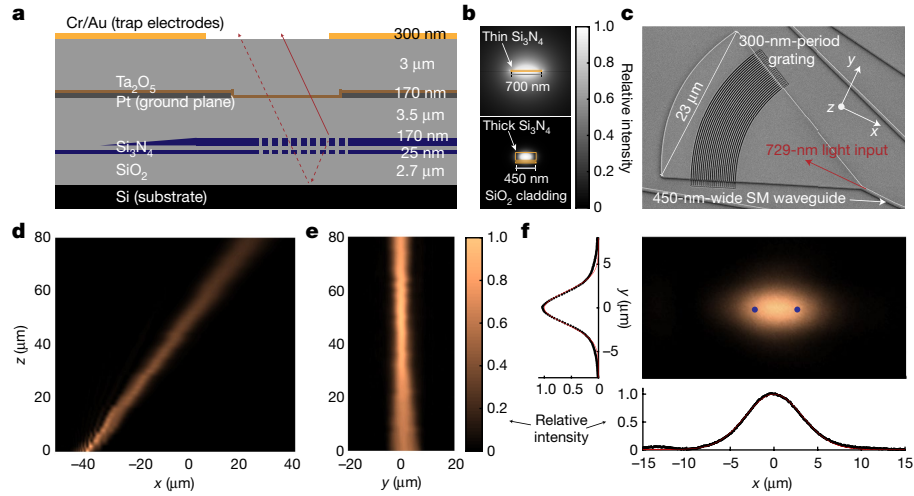 a
Cr/Au (trap electrodes)
300 nm
3 μm
Ta₂O₅
170 nm
Pt (ground plane)
3.5 μm
170 nm
Si₃N₄
25 nm
SiO₂
2.7 μm
Si (substrate)
b
Thin Si₃N₄
700 nm
Thick Si₃N₄
450 nm
SiO₂ cladding
1.0
0.8
0.6
0.4
0.2
0
Relative intensity
c
300-nm-period
grating
23 μm
y
z
x
729-nm light input
450-nm-wide SM waveguide
d
80
60
40
20
0
z (μm)
−40 −20 0 20 40
x (μm)
e
80
60
40
20
0
−20 0 20
y (μm)
1.0
0.8
0.6
0.4
0.2
0
Relative
intensity
f
5
0
−5
y (μm)
1.0 0.5 0
1.0
0.5
0
−15 −10 −5 0 5 10 15
x (μm)